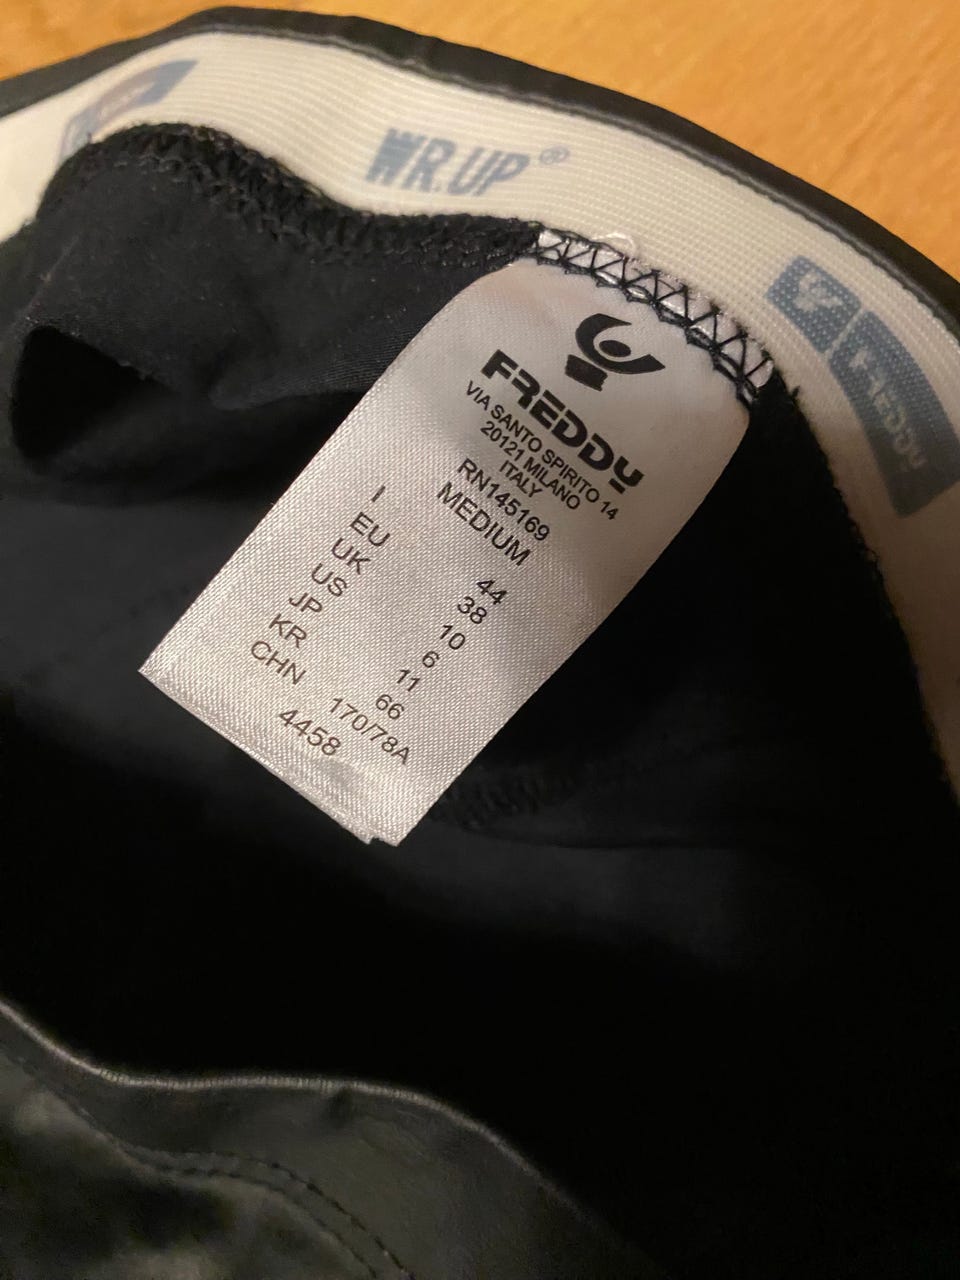 WR.UP®
FREDDY
FREDDY
VIA SANTO SPIRITO 14
20121 MILANO
ITALY
RN145169
MEDIUM
I 44
EU 38
UK 10
US 6
JP 11
KR 66
CHN 170/78A
4458